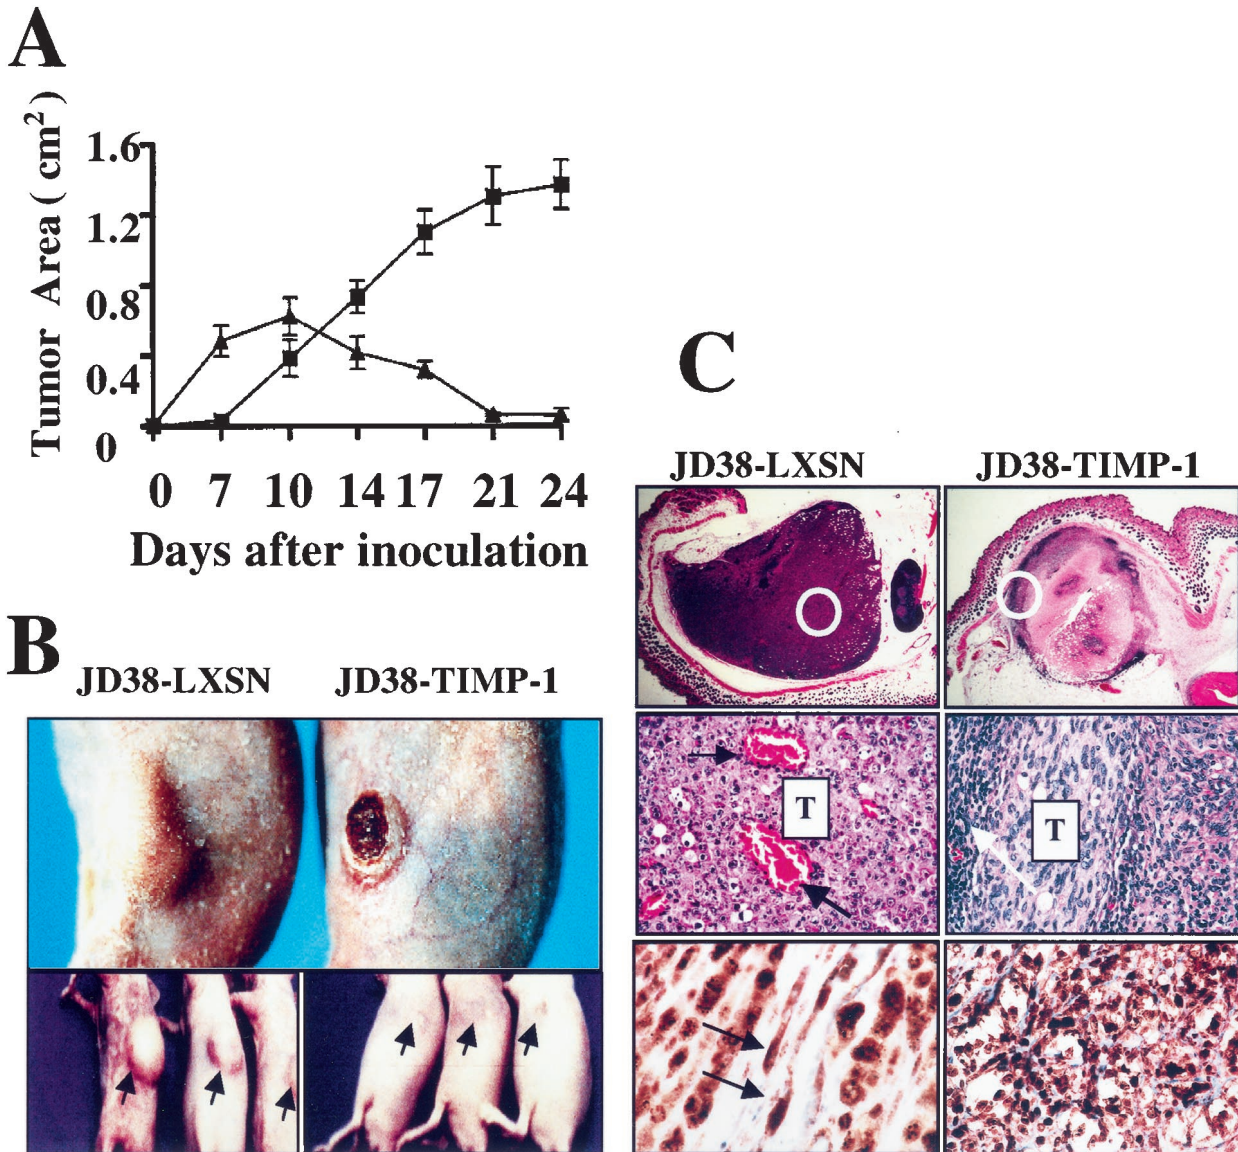 A
Tumor Area ( cm2 )
1.6
1.2
0.8
0.4
0
0 7 10 14 17 21 24
Days after inoculation
B
JD38-LXSN JD38-TIMP-1
C
JD38-LXSN JD38-TIMP-1
T T